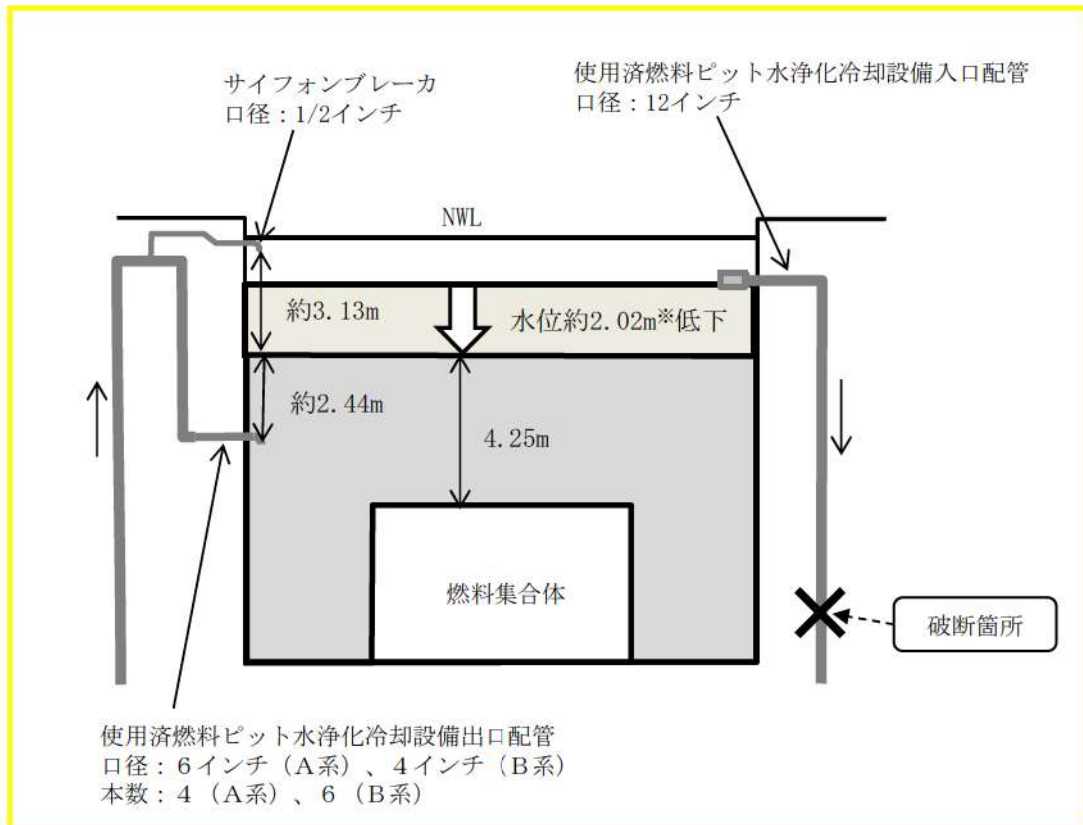 サイフォンブレーカ
口径：1/2インチ
使用済燃料ピット水浄化冷却設備入口配管
口径：12インチ
NWL
約3.13m
水位約2.02m※低下
約2.44m
4.25m
燃料集合体
破断箇所
使用済燃料ピット水浄化冷却設備出口配管
口径：６インチ（Ａ系）、４インチ（Ｂ系）
本数：４（Ａ系）、６（Ｂ系）